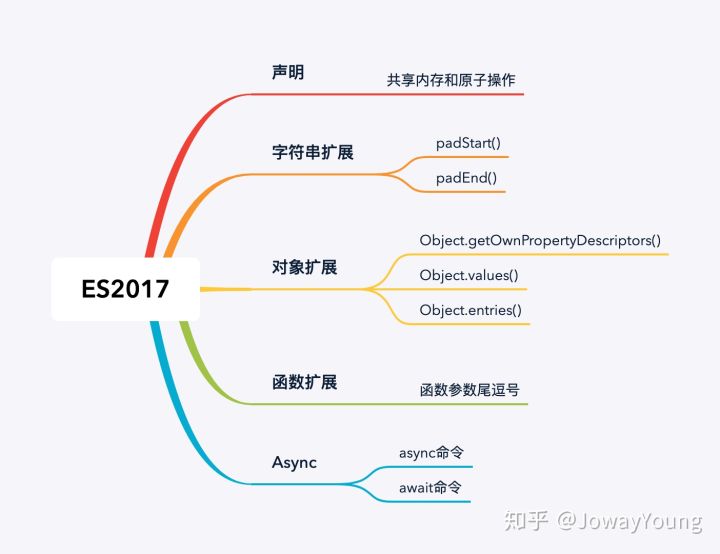 声明
共享内存和原子操作
字符串扩展
padStart()
padEnd()
对象扩展
Object.getOwnPropertyDescriptors()
Object.values()
Object.entries()
ES2017
函数扩展
函数参数尾逗号
Async
async命令
await命令
知乎 @JowayYoung